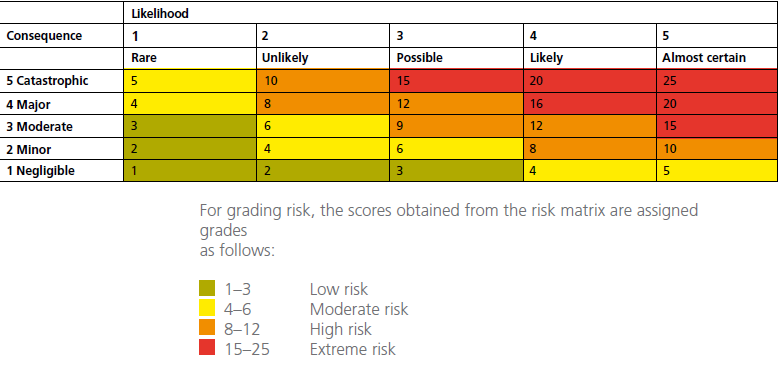 Likelihood
Consequence 1 2 3 4 5
Rare Unlikely Possible Likely Almost certain
5 Catastrophic 5 10 15 20 25
4 Major 4 8 12 16 20
3 Moderate 3 6 9 12 15
2 Minor 2 4 6 8 10
1 Negligible 1 2 3 4 5
For grading risk, the scores obtained from the risk matrix are assigned
grades
as follows:
1–3 Low risk
4–6 Moderate risk
8–12 High risk
15–25 Extreme risk